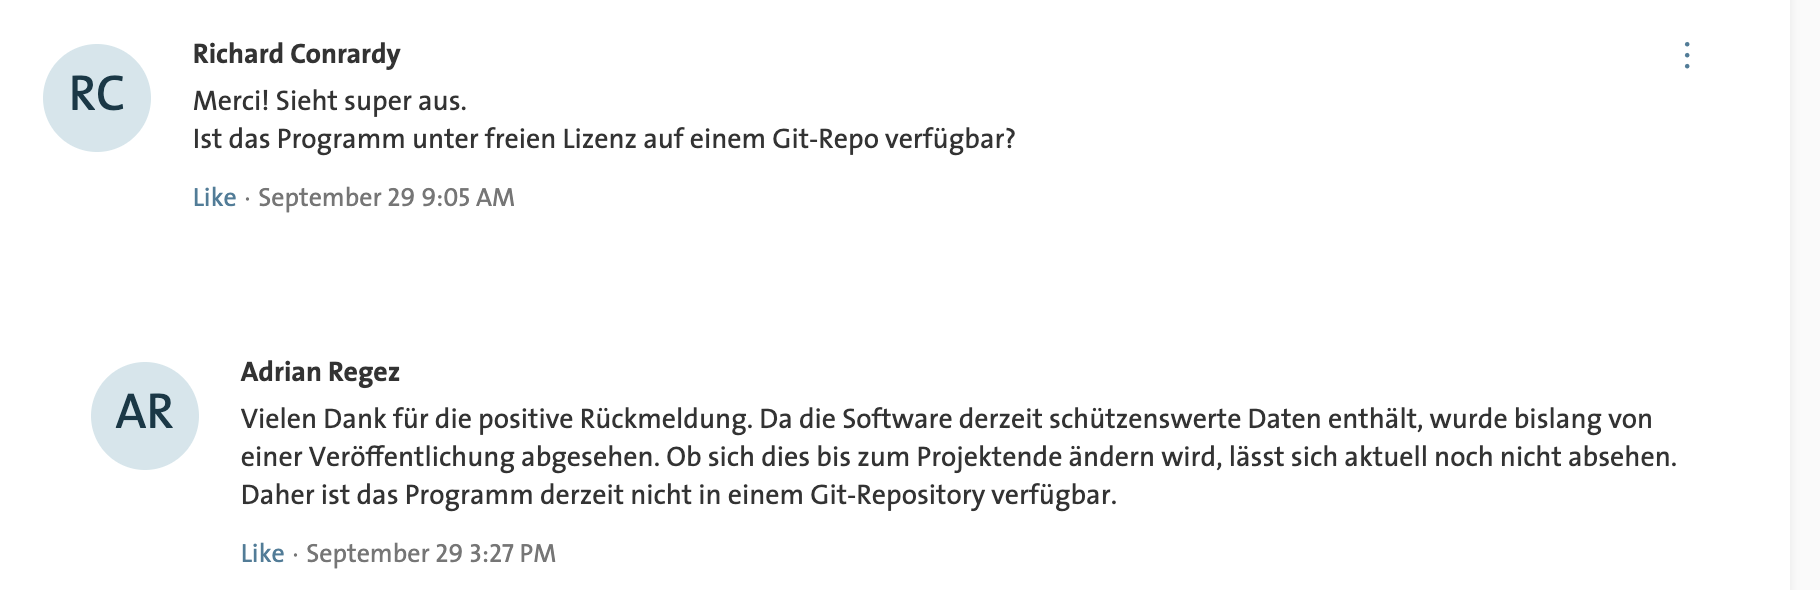 RC
Richard Conrardy
Merci! Sieht super aus.
Ist das Programm unter freien Lizenz auf einem Git-Repo verfügbar?
Like · September 29 9:05 AM
AR
Adrian Regez
Vielen Dank für die positive Rückmeldung. Da die Software derzeit schützenswerte Daten enthält, wurde bislang von
einer Veröffentlichung abgesehen. Ob sich dies bis zum Projektende ändern wird, lässt sich aktuell noch nicht absehen.
Daher ist das Programm derzeit nicht in einem Git-Repository verfügbar.
Like · September 29 3:27 PM